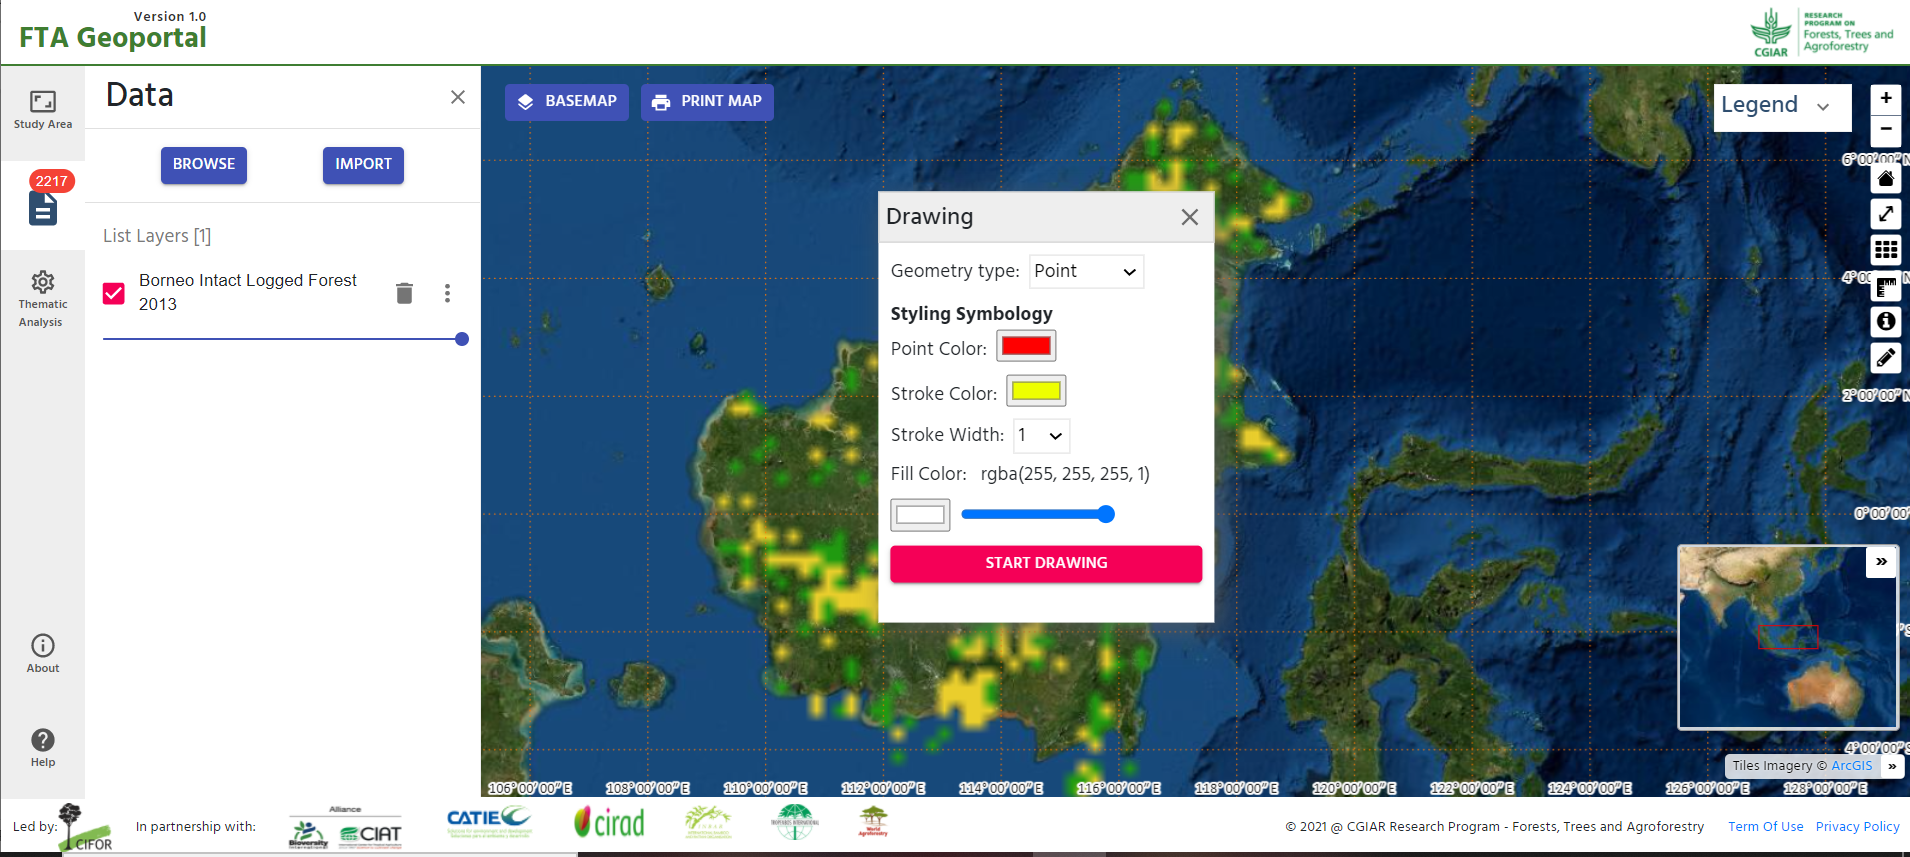 Version 1.0
FTA Geoportal
CGIAR
RESEARCH
PROGRAM ON
Forests, Trees and
Agroforestry
Study Area
2217
Thematic
Analysis
About
Help
Data
BROWSE
IMPORT
List Layers [1]
Borneo Intact Logged Forest
2013
BASEMAP
PRINT MAP
Legend
+
−
Drawing
Geometry type: Point
Styling Symbology
Point Color:
Stroke Color:
Stroke Width: 1
Fill Color: rgba(255, 255, 255, 1)
START DRAWING
6° 00′ 00″ N
4° 0
2° 00′ 00″ N
0° 00′ 00″
4° 00′ 00″ S
»
Tiles Imagery © ArcGIS »
106° 00′ 00″ E 108° 00′ 00″ E 110° 00′ 00″ E 112° 00′ 00″ E 114° 00′ 00″ E 116° 00′ 00″ E 118° 00′ 00″ E 120° 00′ 00″ E 122° 00′ 00″ E 124° 00′ 00″ E 126° 00′ 00″ E 128° 00′ 00″ E
Led by:
CIFOR
In partnership with:
Alliance
Bioversity
CIAT
CATIE
cirad
TROPENBOS INTERNATIONAL
World
Agroforestry
© 2021 @ CGIAR Research Program - Forests, Trees and Agroforestry
Term Of Use
Privacy Policy